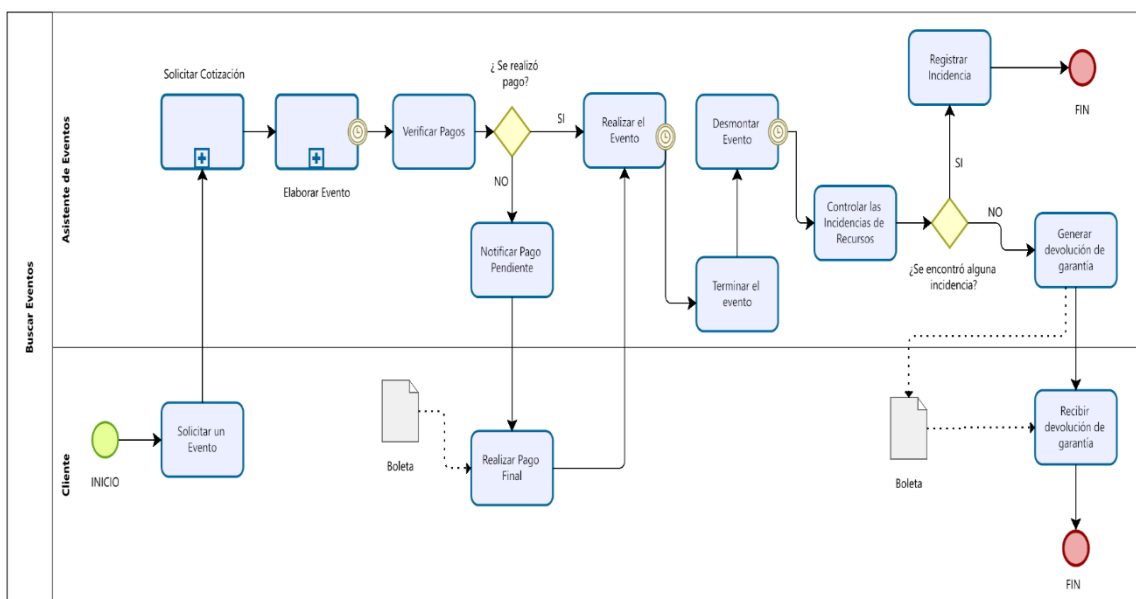 Buscar Eventos
Asistente de Eventos
Solicitar Cotización
Elaborar Evento
Verificar Pagos
¿ Se realizó
pago?
SI
NO
Notificar Pago
Pendiente
Realizar el
Evento
Terminar el
evento
Desmontar
Evento
Controlar las
Incidencias de
Recursos
¿Se encontró alguna
incidencia?
SI
NO
Registrar
Incidencia
FIN
Generar
devolución de
garantía
Cliente
INICIO
Solicitar un
Evento
Boleta
Realizar Pago
Final
Boleta
Recibir
devolución de
garantía
FIN